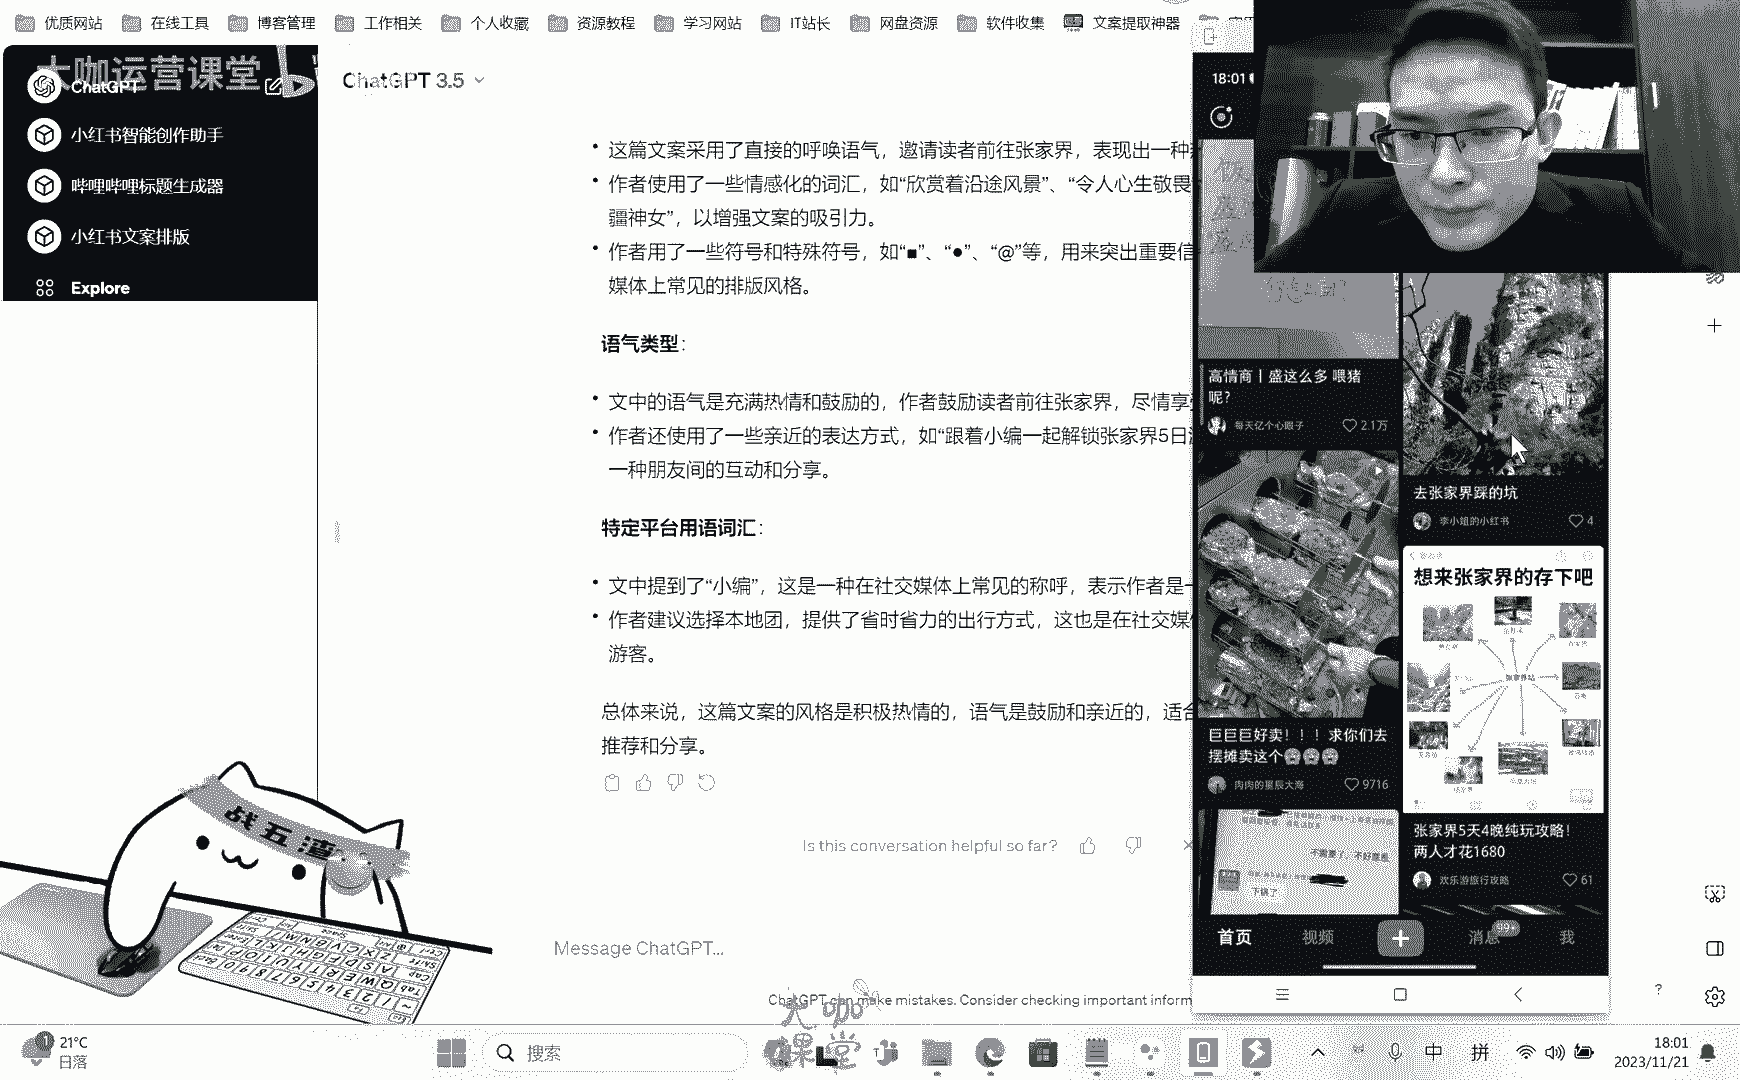 优质网站
在线工具
博客管理
工作相关
个人收藏
资源教程
学习网站
IT站长
网盘资源
软件收集
文案提取神器
大咖运营课堂
ChatGPT
小红书智能创作助手
哔哩哔哩标题生成器
小红书文案排版
Explore
ChatGPT 3.5
这篇文案采用了直接的呼唤语气，邀请读者前往张家界，表现出一种
作者使用了一些情感化的词汇，如“欣赏着沿途风景”、“令人心生敬畏
疆神女”，以增强文案的吸引力。
作者用了一些符号和特殊符号，如“■”、“●”、“@”等，用来突出重要信
媒体上常见的排版风格。
语气类型：
文中的语气是充满热情和鼓励的，作者鼓励读者前往张家界，尽情享
作者还使用了一些亲近的表达方式，如“跟着小编一起解锁张家界5日
一种朋友间的互动和分享。
特定平台用语词汇：
文中提到了“小编”，这是一种在社交媒体上常见的称呼，表示作者是一
作者建议选择本地团，提供了省时省力的出行方式，这也是在社交媒
游客。
总体来说，这篇文案的风格是积极热情的，语气是鼓励和亲近的，适合
推荐和分享。
Is this conversation helpful so far?
Message ChatGPT...
ChatGPT can make mistakes. Consider checking important inform
18:01
高情商丨盛这么多 喂猪
呢？
每天亿个心眼子
2.1万
巨巨巨好卖！！！求你们去
摆摊卖这个
肉肉的星辰大海
9716
去张家界踩的坑
李小姐的小红书
4
想来张家界的存下吧
张家界5天4晚纯玩攻略！
两人才花1680
欢乐游旅行攻略
61
首页
视频
消息
99+
我
战五渣
大咖
课堂
1
21°C
日落
搜索
中
拼
18:01
2023/11/21